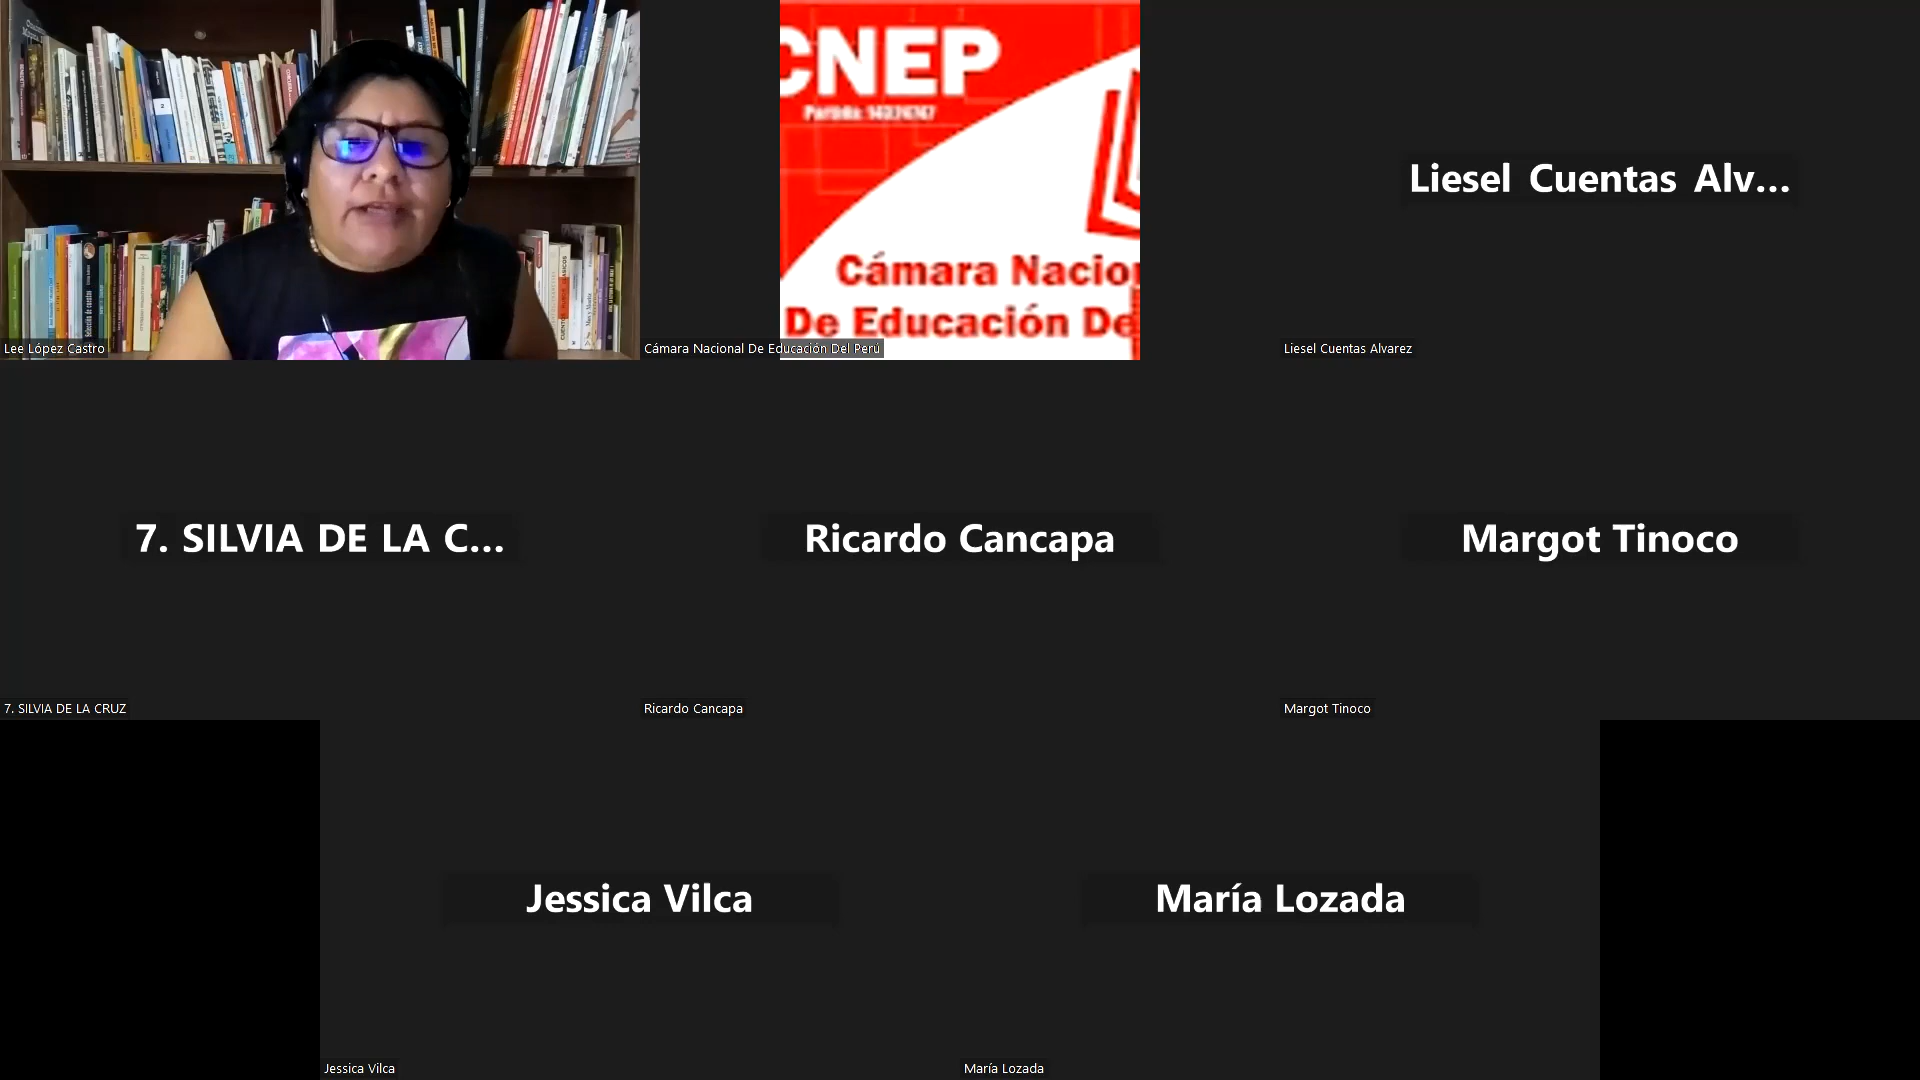 CNEP
Lee López Castro
Cámara Nacion
De Educación De
Cámara Nacional De Educación Del Perú
Liesel Cuentas Alv...
Liesel Cuentas Alvarez
7. SILVIA DE LA C...
7. SILVIA DE LA CRUZ
Ricardo Cancapa
Ricardo Cancapa
Margot Tinoco
Margot Tinoco
Jessica Vilca
Jessica Vilca
María Lozada
María Lozada